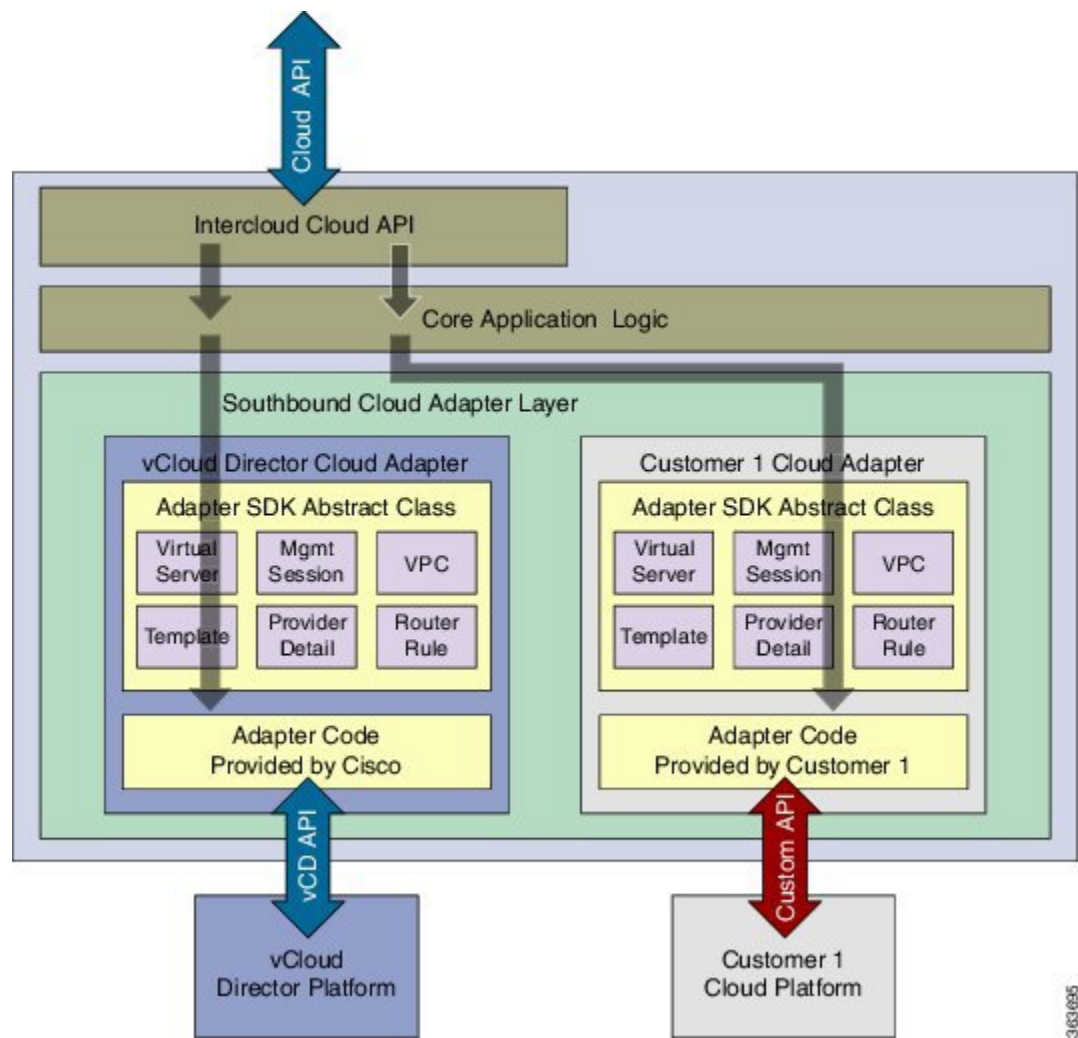 Cloud API
Intercloud Cloud API
Core Application Logic
Southbound Cloud Adapter Layer
vCloud Director Cloud Adapter
Adapter SDK Abstract Class
Virtual
Server
Mgmt
Session
VPC
Template
Provider
Detail
Router
Rule
Adapter Code
Provided by Cisco
vCD API
vCloud
Director Platform
Customer 1 Cloud Adapter
Adapter SDK Abstract Class
Virtual
Server
Mgmt
Session
VPC
Template
Provider
Detail
Router
Rule
Adapter Code
Provided by Customer 1
Custom API
Customer 1
Cloud Platform
363695